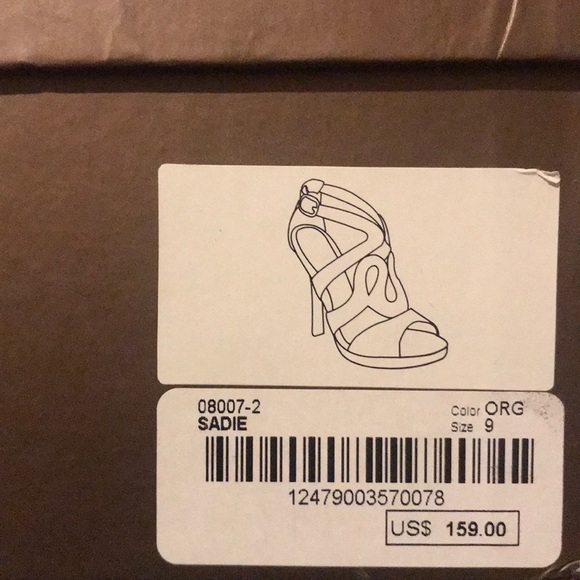 08007-2 Color ORG
SADIE Size 9
12479003570078
US$ 159.00